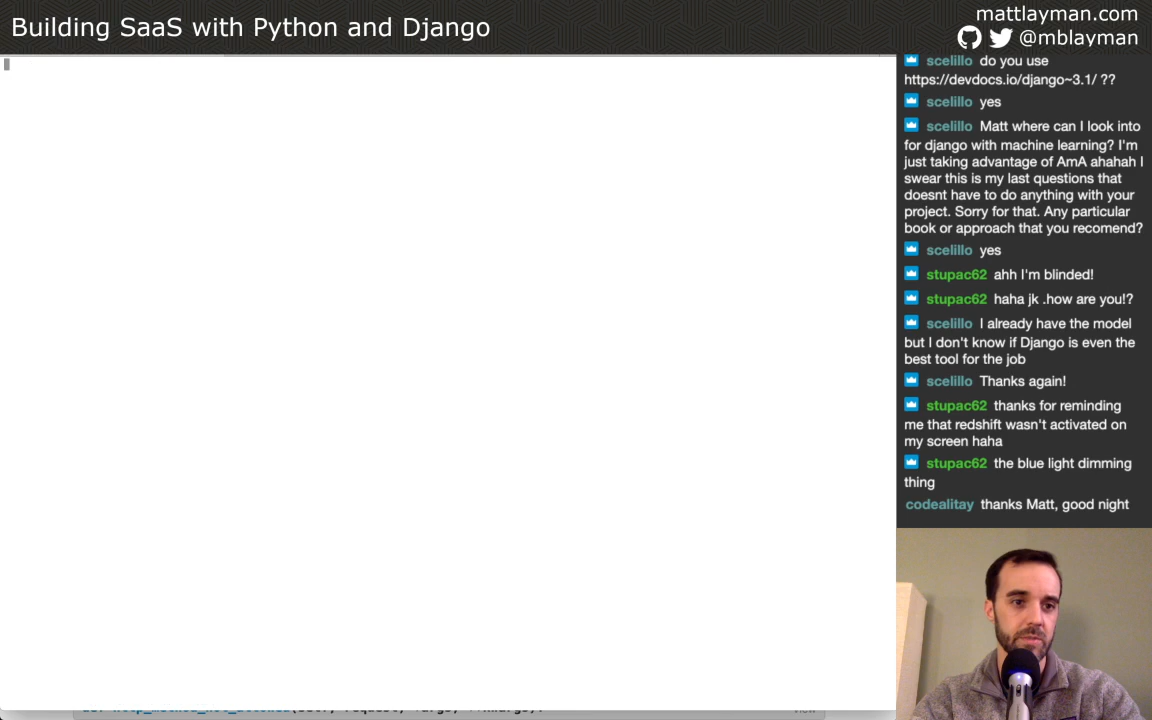 Building SaaS with Python and Django
mattlayman.com
@mblayman
scelillo do you use
https://devdocs.io/django~3.1/ ??
scelillo yes
scelillo Matt where can I look into
for django with machine learning? I'm
just taking advantage of AmA ahahah I
swear this is my last questions that
doesnt have to do anything with your
project. Sorry for that. Any particular
book or approach that you recomend?
scelillo yes
stupac62 ahh I'm blinded!
stupac62 haha jk .how are you!?
scelillo I already have the model
but I don't know if Django is even the
best tool for the job
scelillo Thanks again!
stupac62 thanks for reminding
me that redshift wasn't activated on
my screen haha
stupac62 the blue light dimming
thing
codealitay thanks Matt, good night